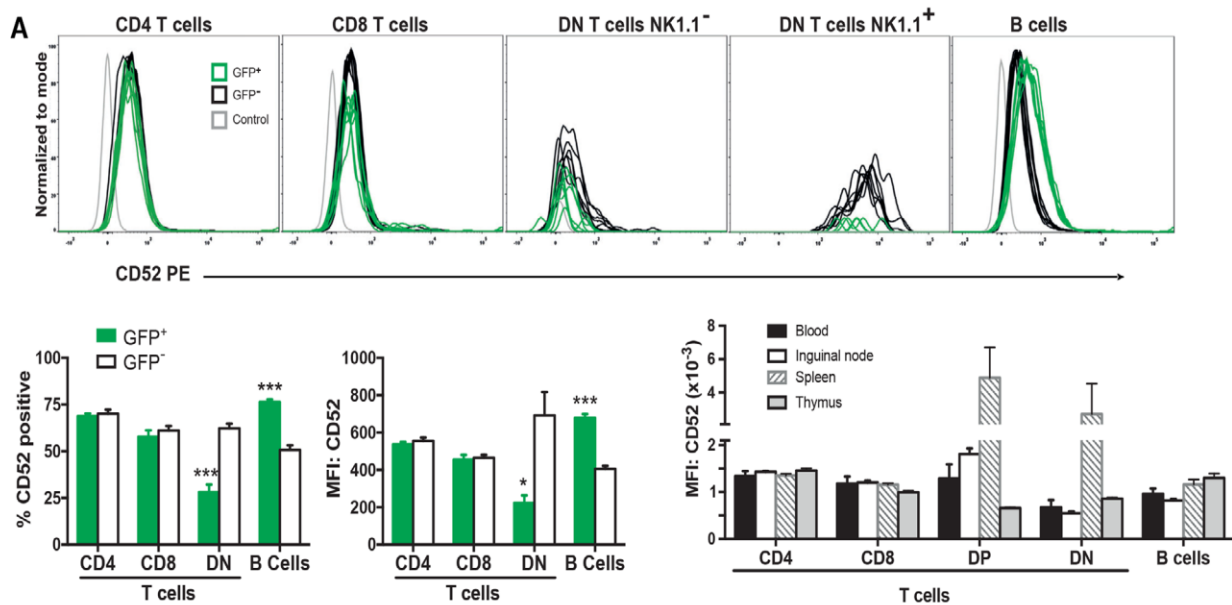 A
CD4 T cells
CD8 T cells
DN T cells NK1.1⁻
DN T cells NK1.1⁺
B cells
Normalized to mode
GFP⁺
GFP⁻
Control
CD52 PE
GFP⁺
GFP⁻
% CD52 positive
100
75
50
25
0
***
***
CD4
CD8
DN
B Cells
T cells
MFI: CD52
1000
800
600
400
200
0
*
***
CD4
CD8
DN
B Cells
T cells
MFI: CD52 (x10⁻³)
8
6
4
2
2
1
0
Blood
Inguinal node
Spleen
Thymus
CD4
CD8
DP
DN
B cells
T cells